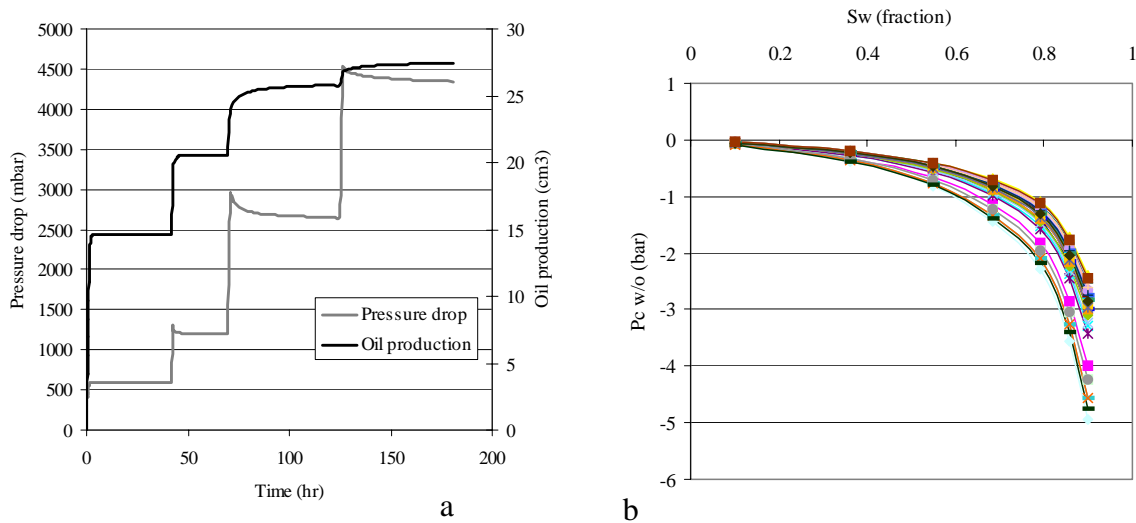 5000
4500
4000
3500
3000
2500
2000
1500
1000
500
0
Pressure drop (mbar)
30
25
20
15
10
5
0
Oil production (cm3)
Pressure drop
Oil production
0 50 100 150 200
Time (hr)
a
Sw (fraction)
0 0.2 0.4 0.6 0.8 1
1
0
-1
-2
-3
-4
-5
-6
Pc w/o (bar)
b